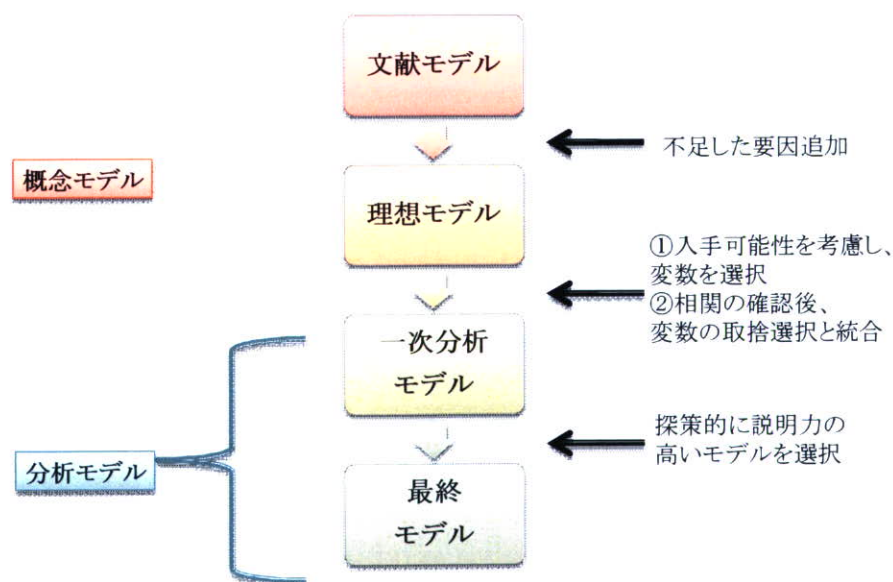 文献モデル
不足した要因追加
概念モデル
理想モデル
①入手可能性を考慮し、
変数を選択
②相関の確認後、
変数の取捨選択と統合
一次分析
モデル
探策的に説明力の
高いモデルを選択
分析モデル
最終
モデル